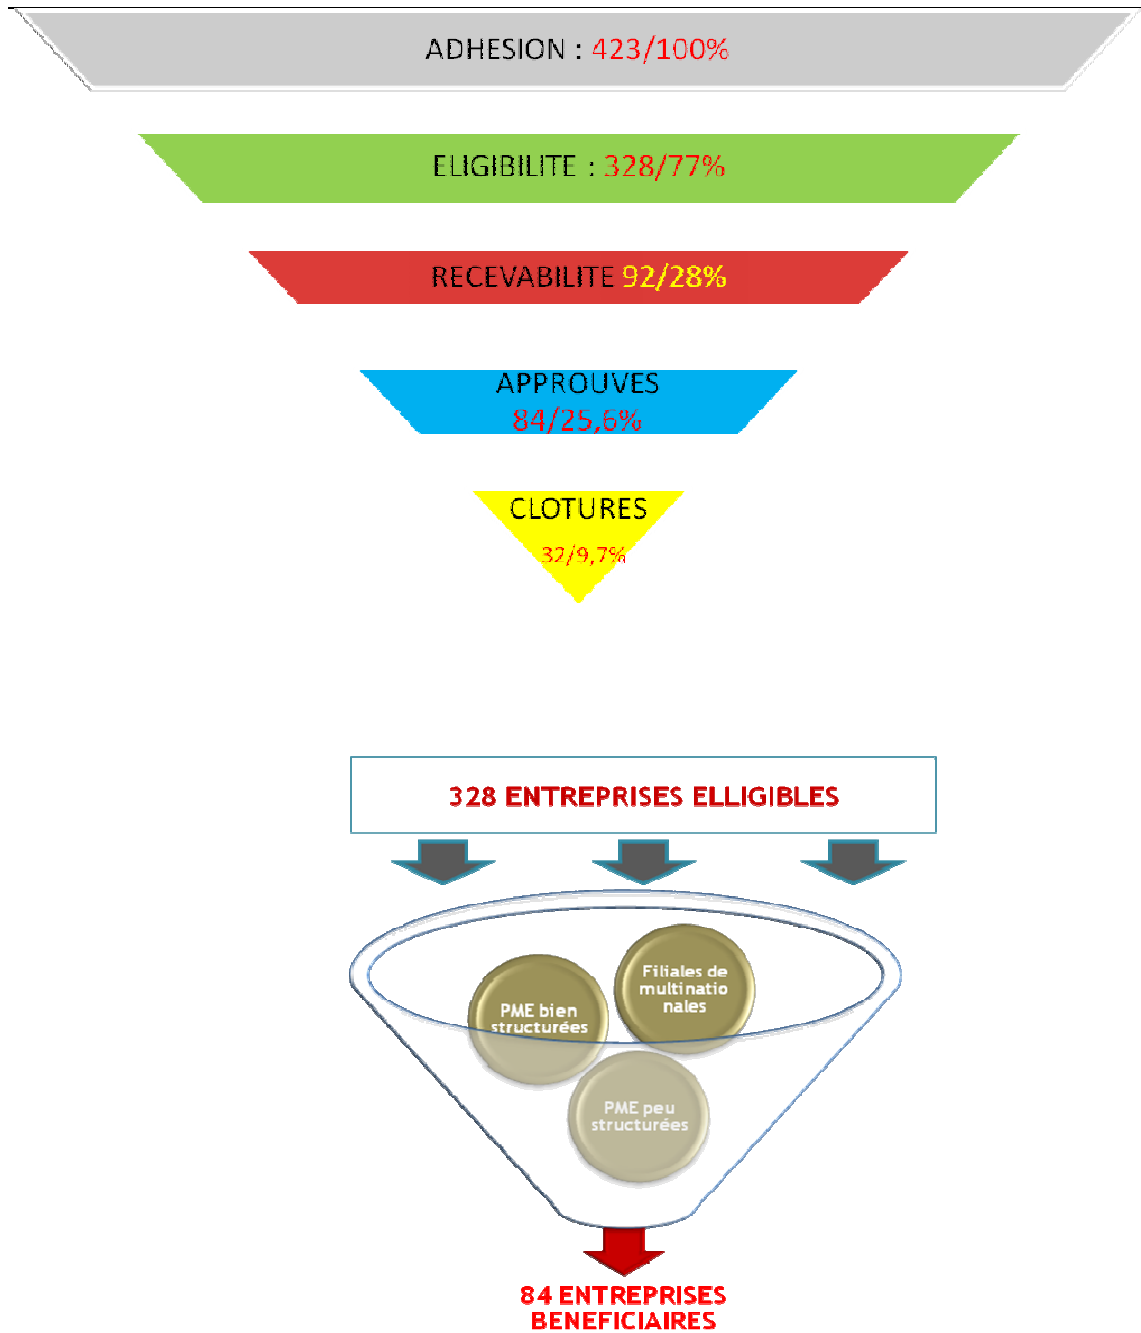 ADHESION : 423/100%
ELIGIBILITE : 328/77%
RECEVABILITE 92/28%
APPROUVES
84/25,6%
CLOTURES
32/9,7%
328 ENTREPRISES ELLIGIBLES
Filiales de
multinatio
nales
PME bien
structurées
PME peu
structurées
84 ENTREPRISES
BENEFICIAIRES